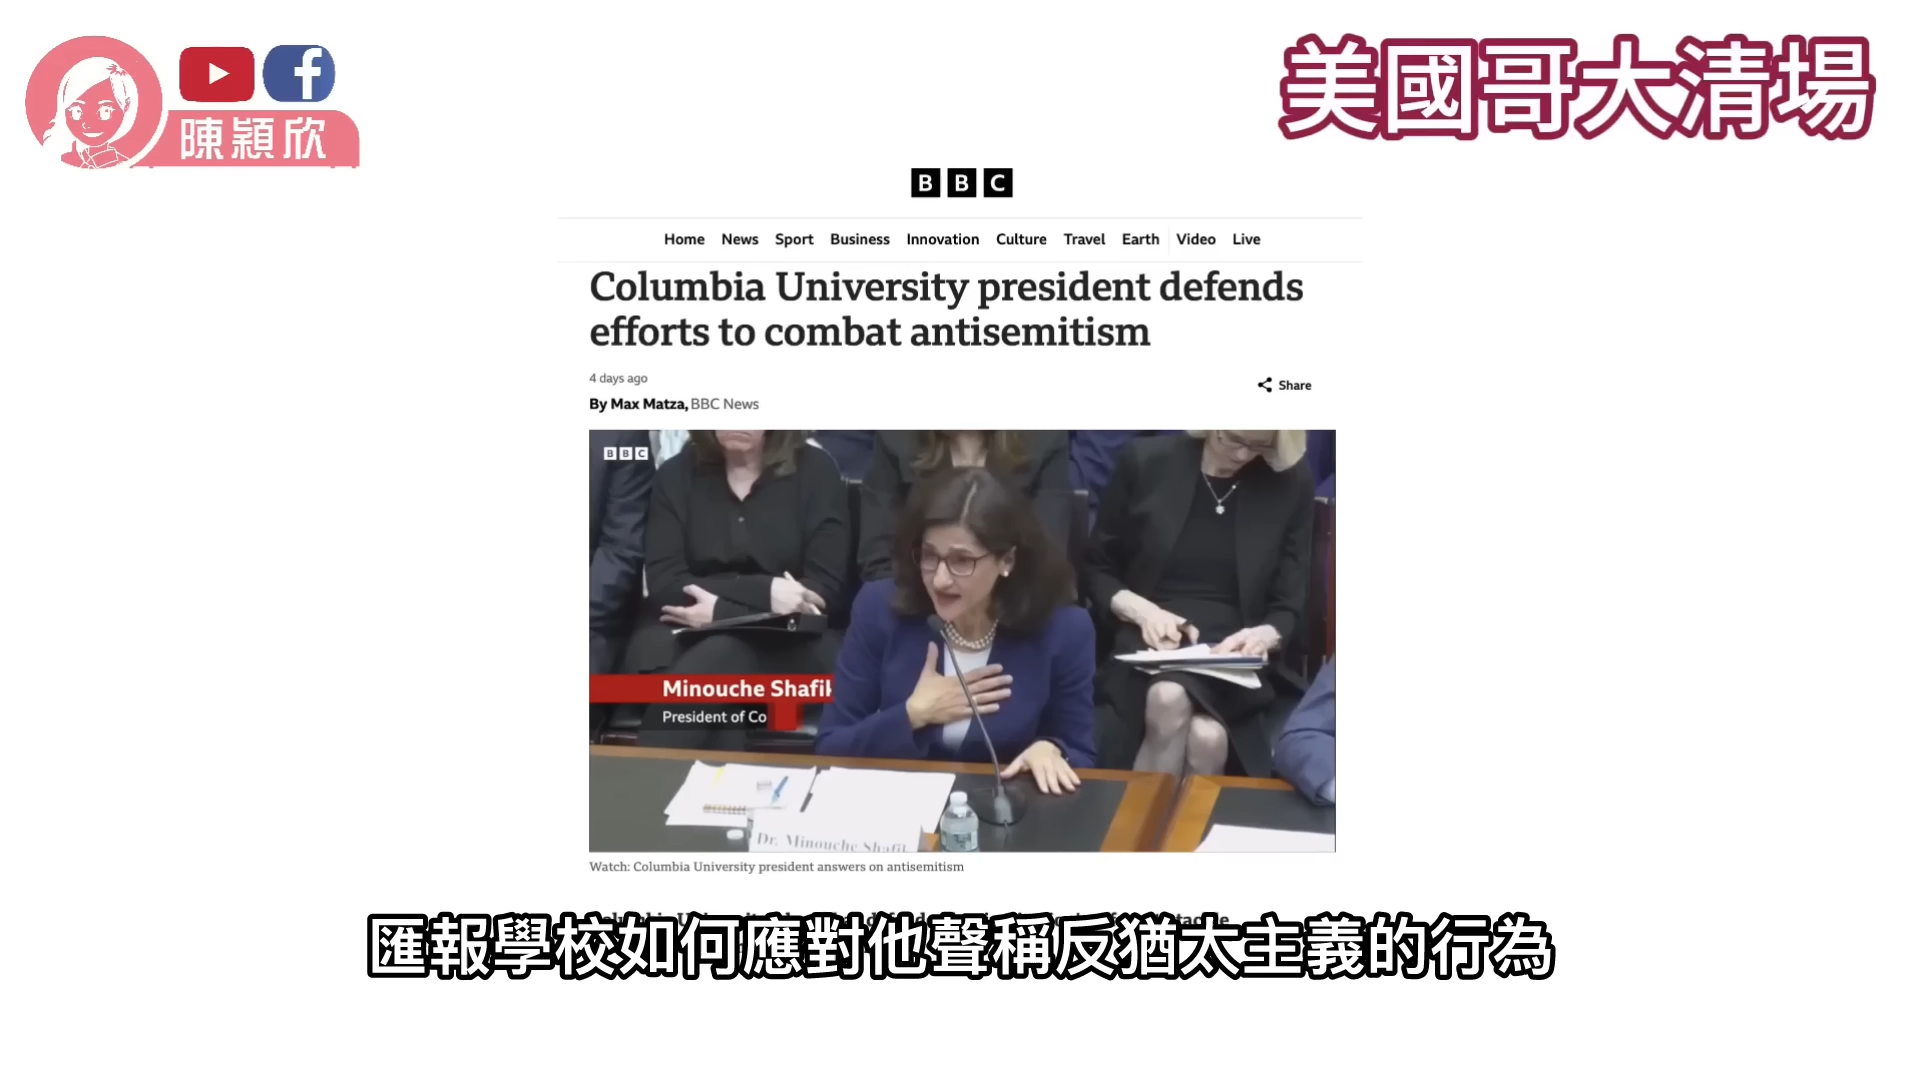 陳穎欣
美國哥大清場
BBC
Home News Sport Business Innovation Culture Travel Earth Video Live
Columbia University president defends
efforts to combat antisemitism
4 days ago
Share
By Max Matza, BBC News
BBC
Minouche Shafik
President of Co
Dr. Minouche Shafik
Watch: Columbia University president answers on antisemitism
匯報學校如何應對他聲稱反猶太主義的行為